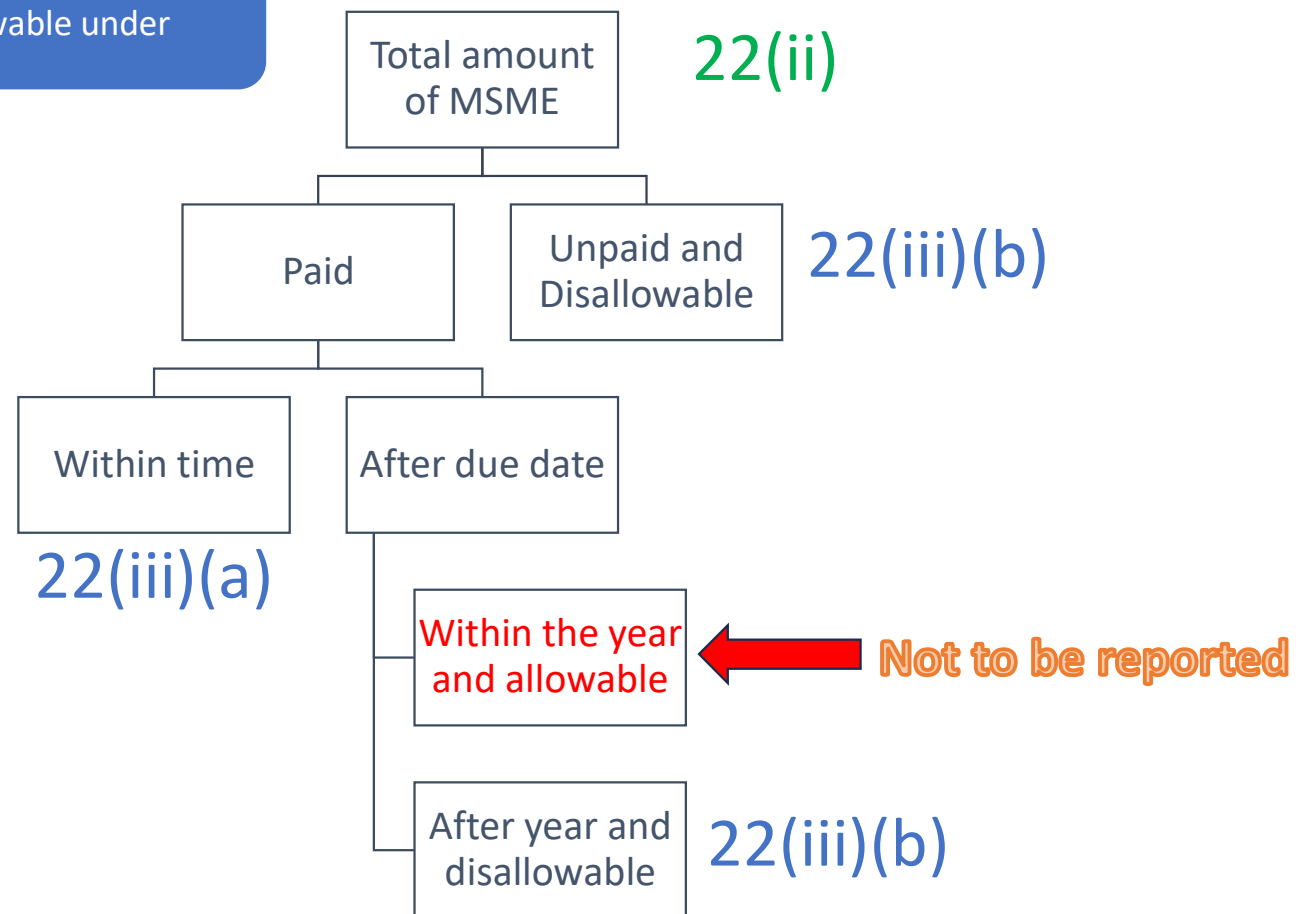 under
Total amount
of MSME
22(ii)
Paid
Unpaid and
Disallowable
22(iii)(b)
Within time
After due date
22(iii)(a)
Within the year
and allowable
Not to be reported
After year and
disallowable
22(iii)(b)